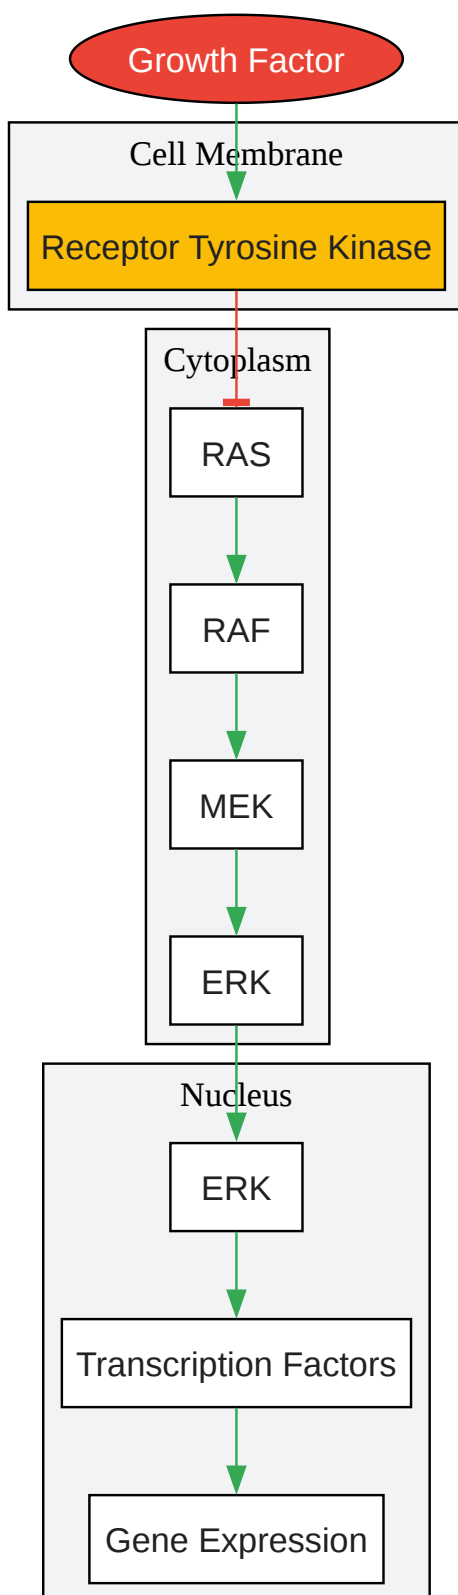 Growth Factor
Cell Membrane
Receptor Tyrosine Kinase
Cytoplasm
RAS
RAF
MEK
ERK
Nucleus
ERK
Transcription Factors
Gene Expression